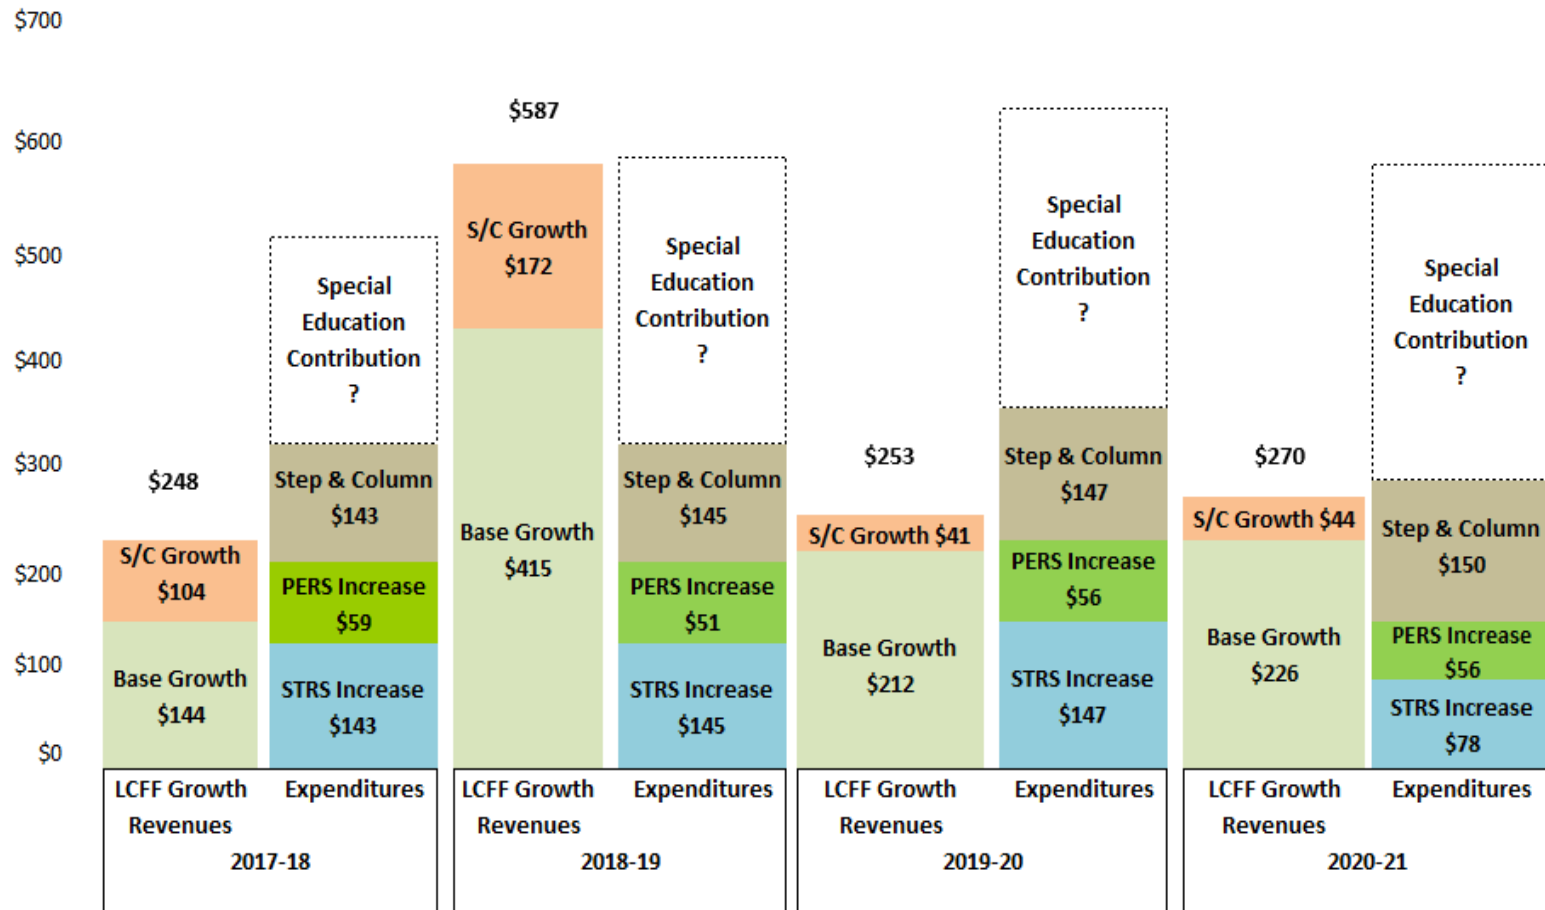 $700
$600
$500
$400
$300
$200
$100
$0
$248
S/C Growth
$104
Base Growth
$144
Special
Education
Contribution
?
Step & Column
$143
PERS Increase
$59
STRS Increase
$143
$587
S/C Growth
$172
Base Growth
$415
Special
Education
Contribution
?
Step & Column
$145
PERS Increase
$51
STRS Increase
$145
$253
S/C Growth $41
Base Growth
$212
Special
Education
Contribution
?
Step & Column
$147
PERS Increase
$56
STRS Increase
$147
$270
S/C Growth $44
Base Growth
$226
Special
Education
Contribution
?
Step & Column
$150
PERS Increase
$56
STRS Increase
$78
LCFF Growth
Revenues
Expenditures
2017-18
LCFF Growth
Revenues
Expenditures
2018-19
LCFF Growth
Revenues
Expenditures
2019-20
LCFF Growth
Revenues
Expenditures
2020-21